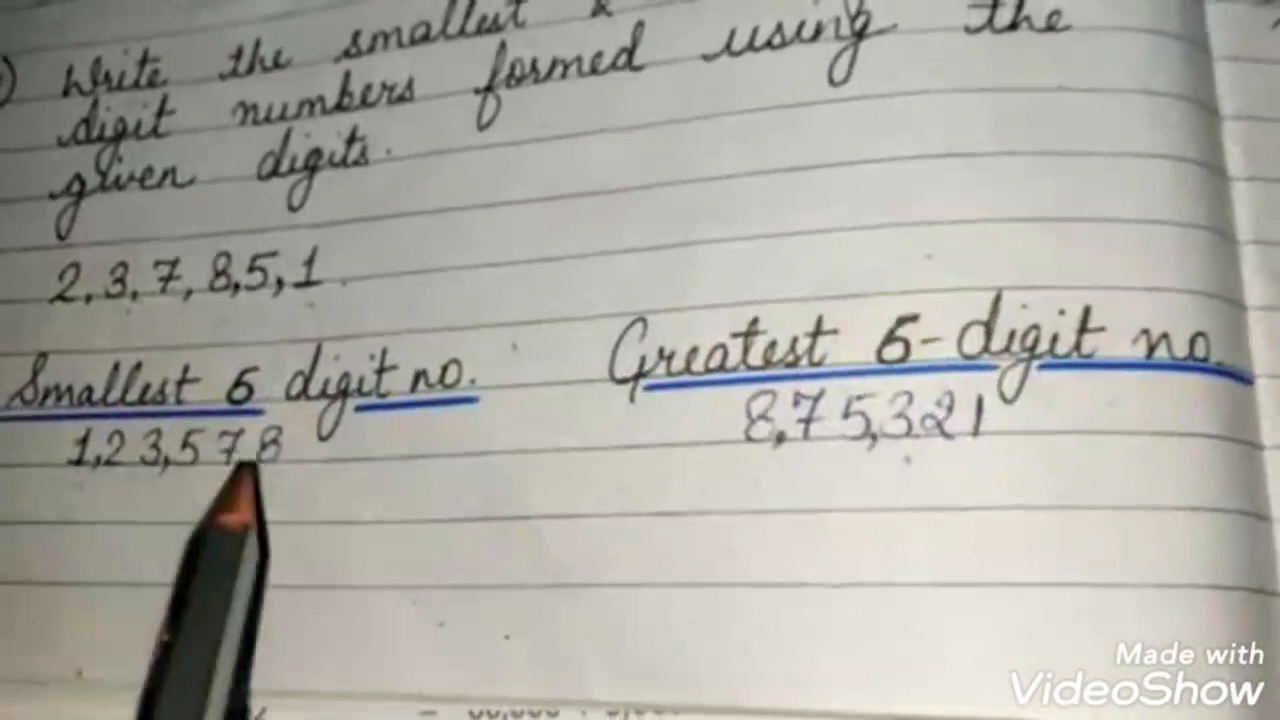 ) Write the smallest &
digit numbers formed using the
given digits.
2,3,7,8,5,1
Smallest 6 digit no.
Greatest 6-digit no.
1,23,578
8,75,321
Made with
VideoShow